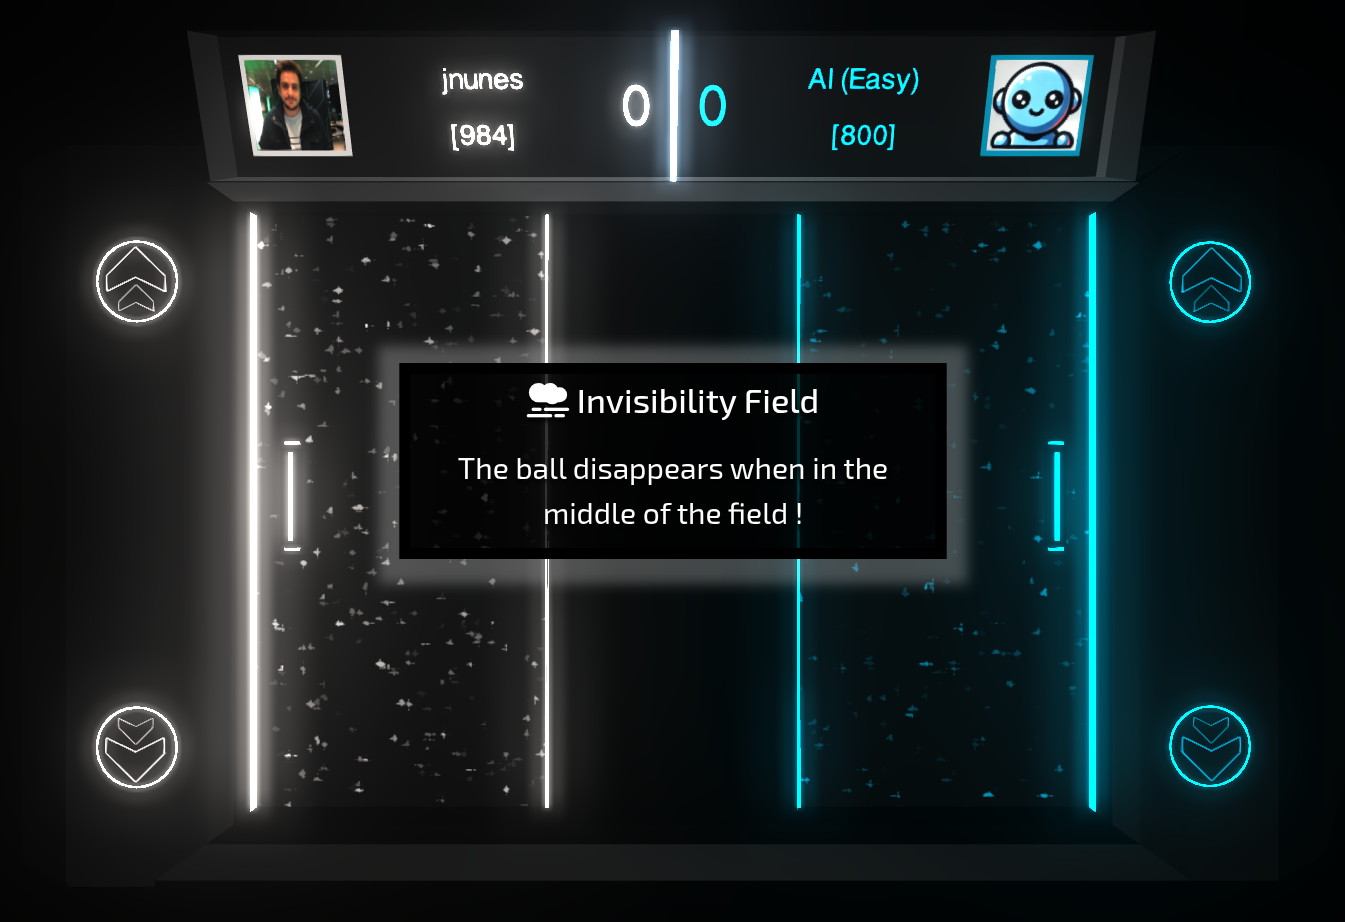 jnunes
[984]
0
0
AI (Easy)
[800]
Invisibility Field
The ball disappears when in the
middle of the field !